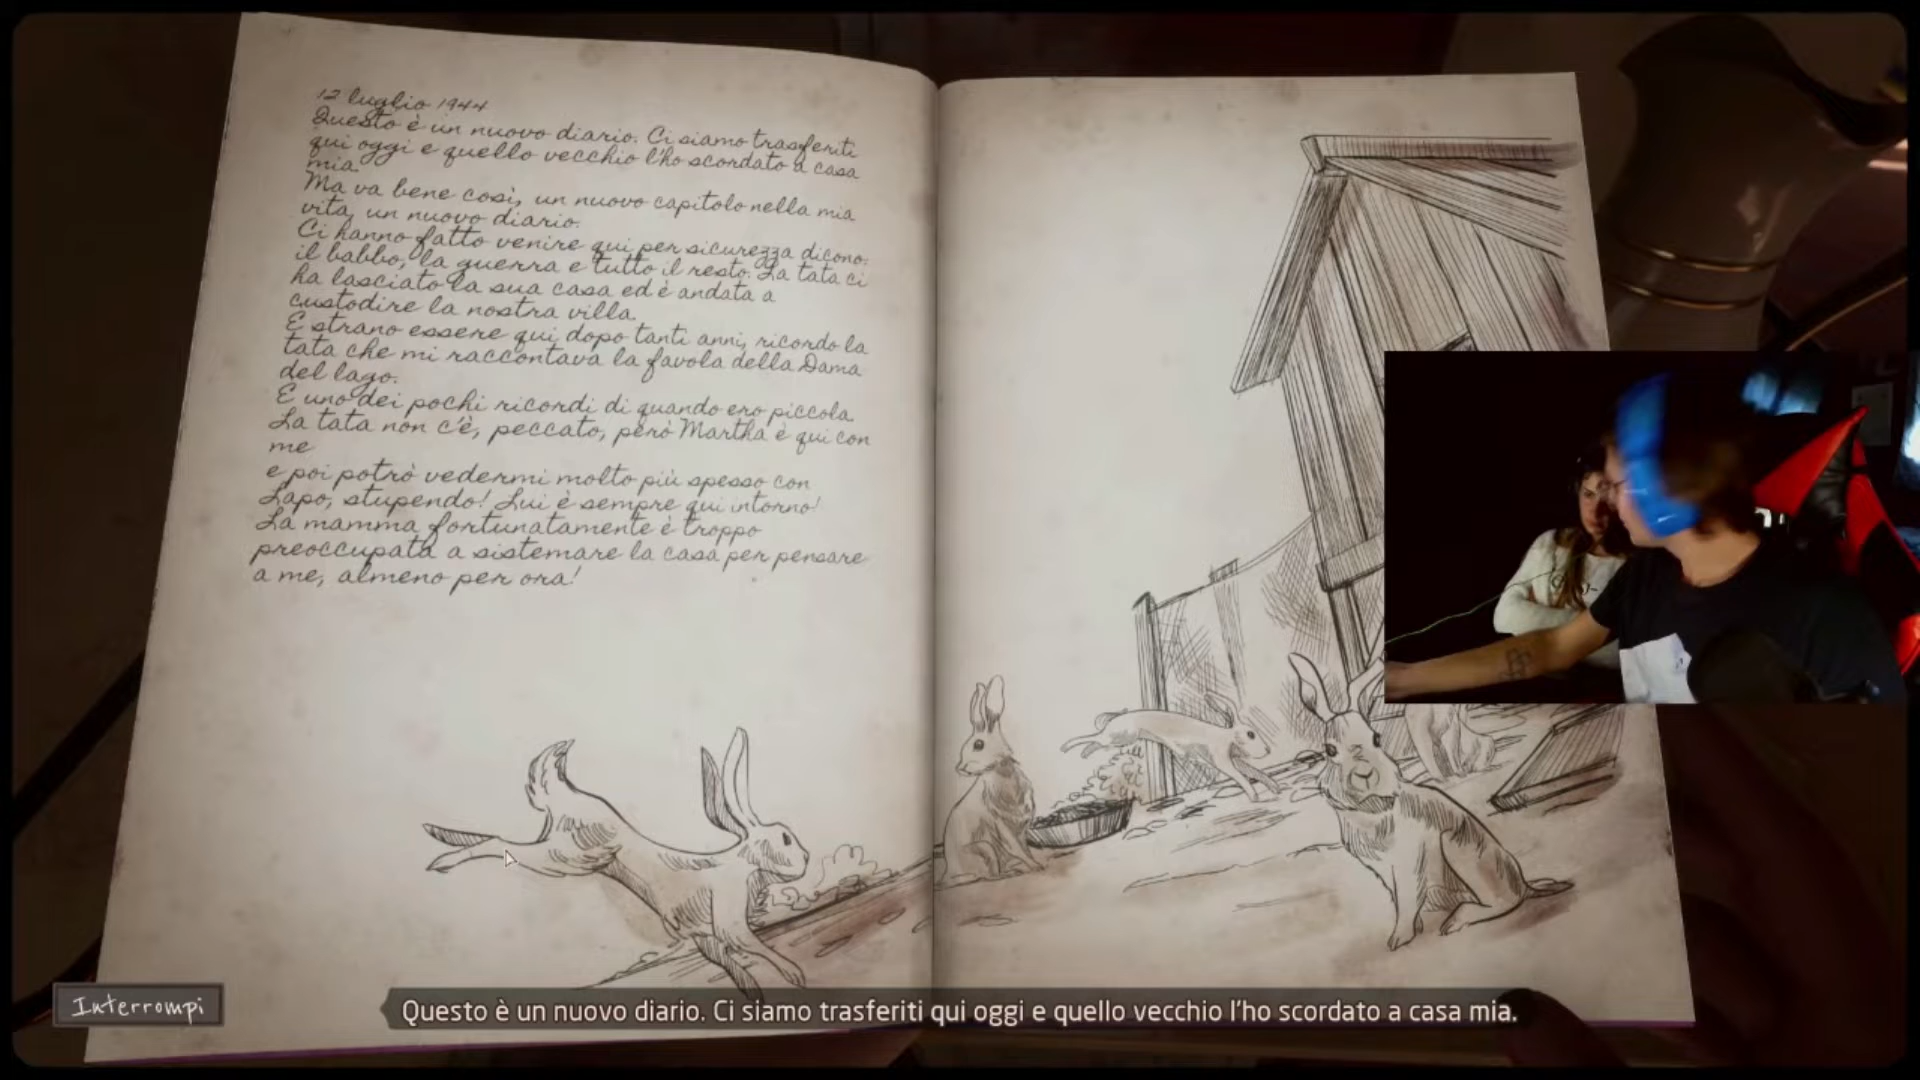 12 luglio 1944
Questo è un nuovo diario. Ci siamo trasferiti
qui oggi e quello vecchio l'ho scordato a casa
mia.
Ma va bene così, un nuovo capitolo nella mia
vita, un nuovo diario.
Ci hanno fatto venire qui per sicurezza dicono:
il babbo, la guerra e tutto il resto. La tata ci
ha lasciato la sua casa ed è andata a
custodire la nostra villa.
È strano essere qui dopo tanti anni, ricordo la
tata che mi raccontava la favola della Dama
del lago.
È uno dei pochi ricordi di quando ero piccola.
La tata non c'è, peccato, però Martha è qui con
me
e poi potrò vedermi molto più spesso con
Lapo, stupendo! Lui è sempre qui intorno!
La mamma fortunatamente è troppo
preoccupata a sistemare la casa per pensare
a me, almeno per ora!
Interrompi
Questo è un nuovo diario. Ci siamo trasferiti qui oggi e quello vecchio l'ho scordato a casa mia.